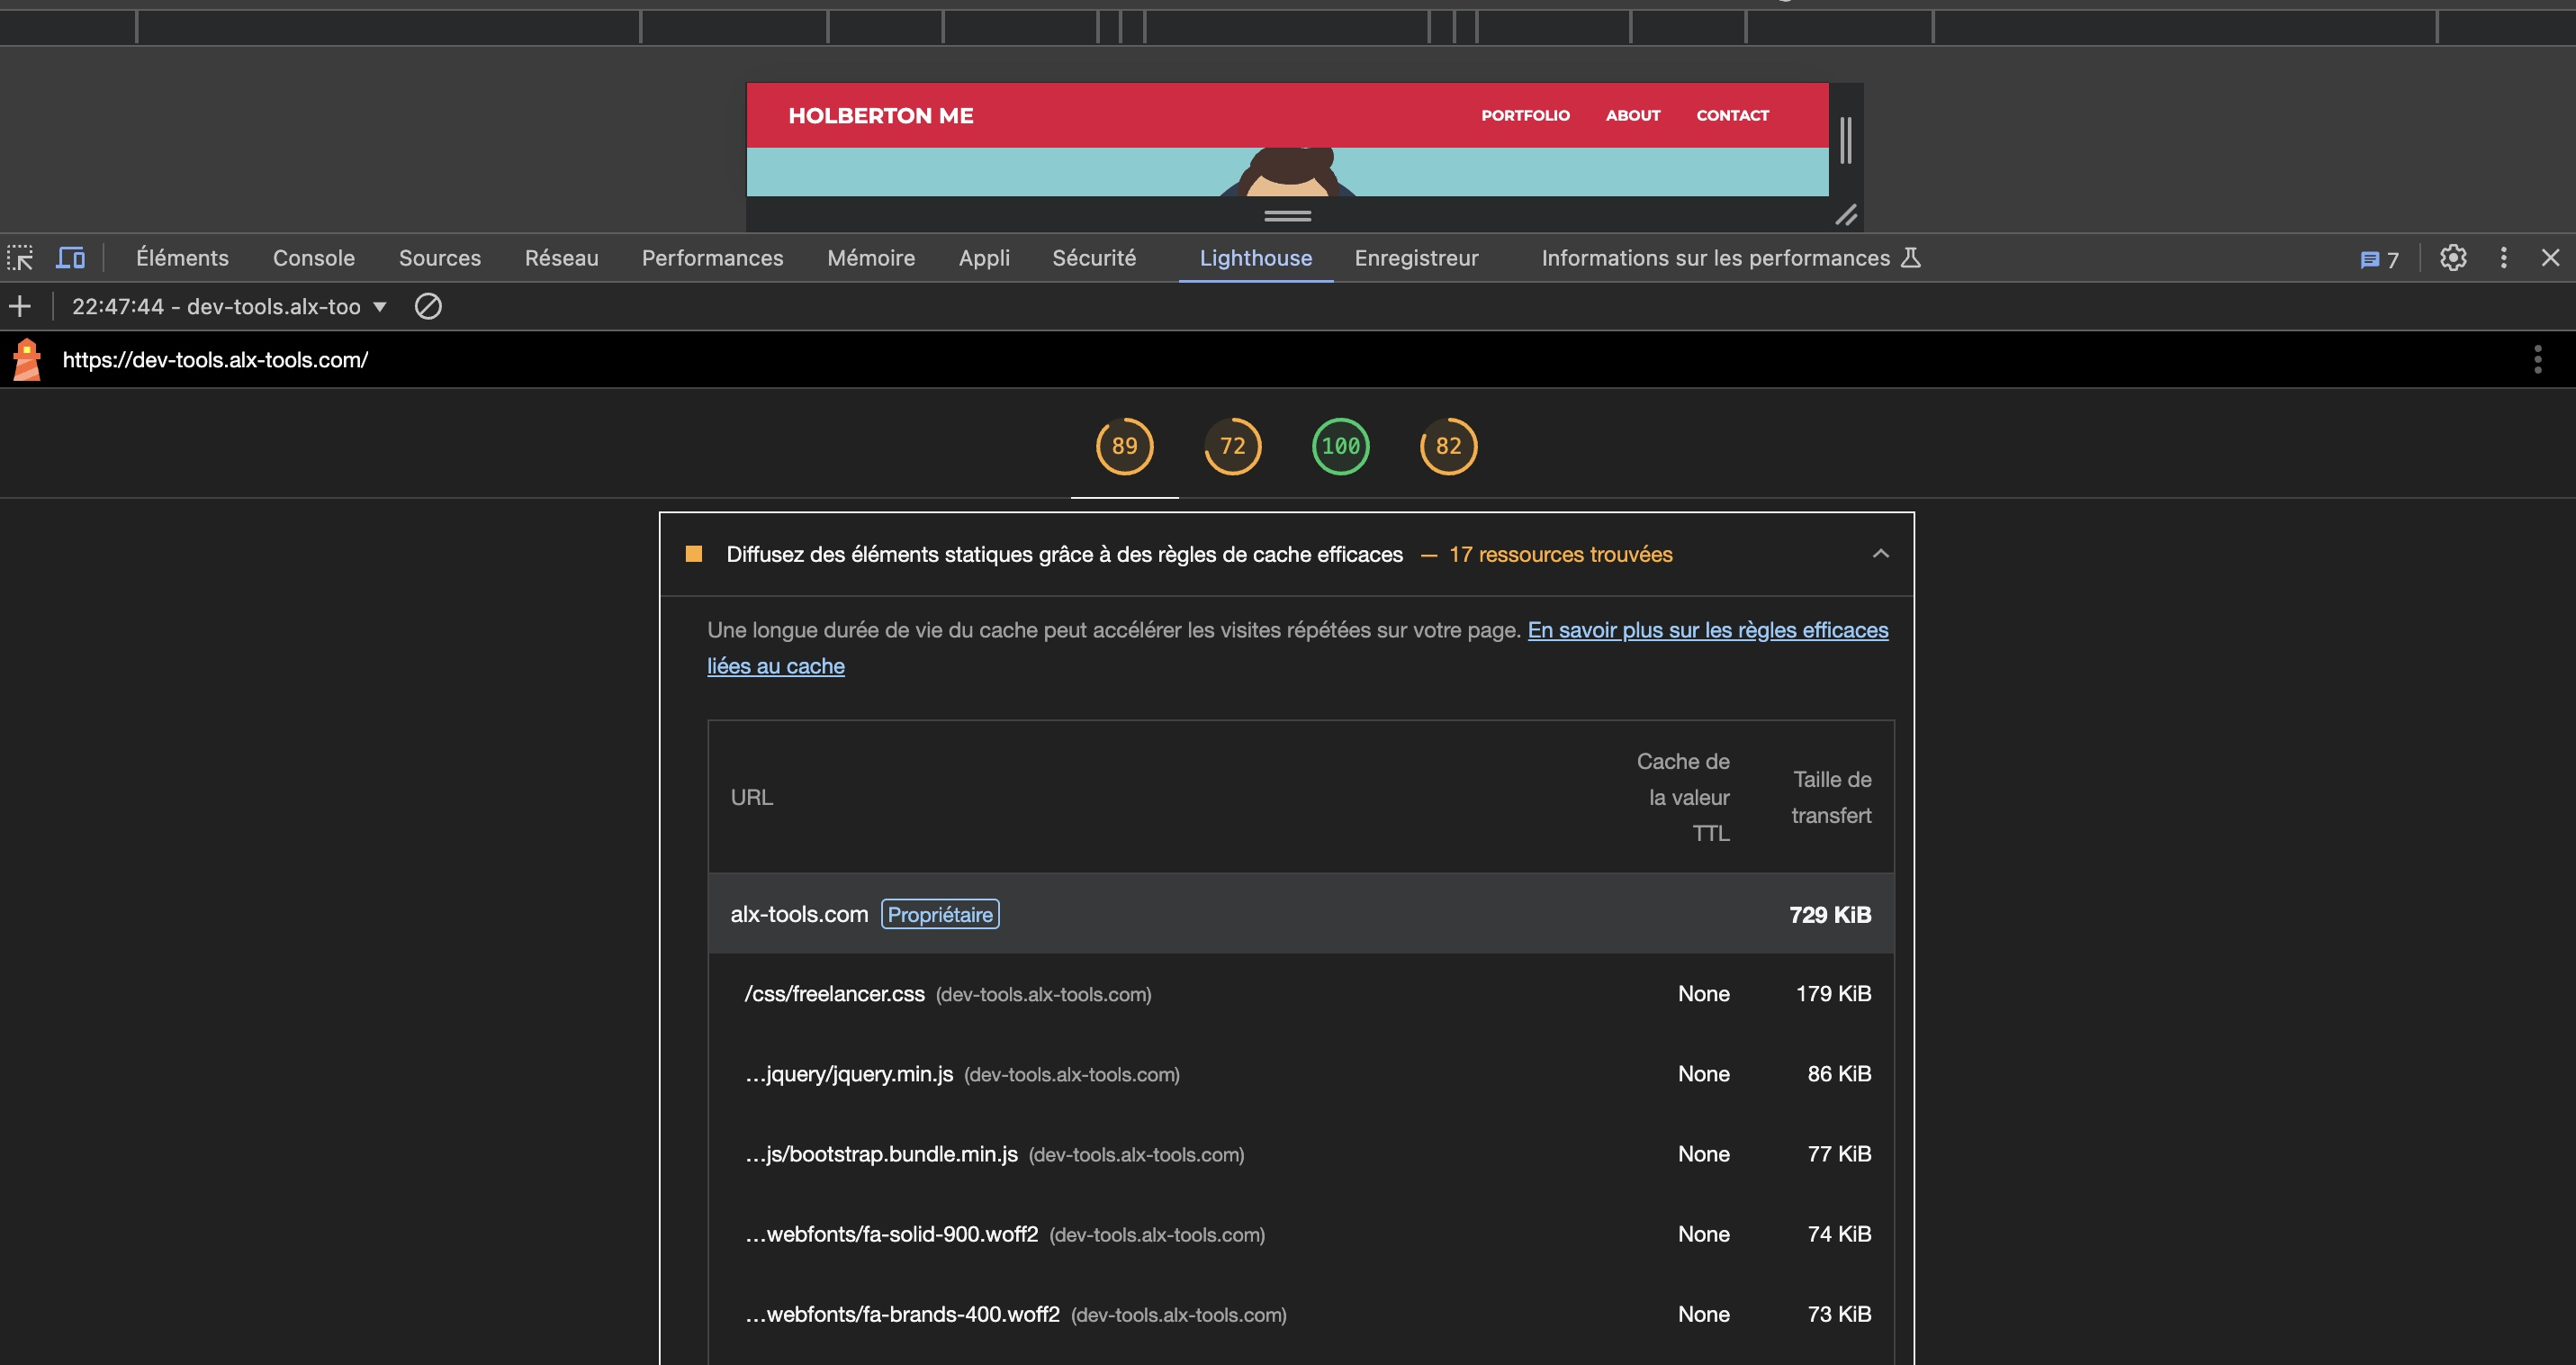 HOLBERTON ME PORTFOLIO ABOUT CONTACT
Éléments Console Sources Réseau Performances Mémoire Appli Sécurité Lighthouse Enregistreur Informations sur les performances 7
22:47:44 - dev-tools.alx-too
https://dev-tools.alx-tools.com/
89 72 100 82
Diffusez des éléments statiques grâce à des règles de cache efficaces — 17 ressources trouvées
Une longue durée de vie du cache peut accélérer les visites répétées sur votre page. En savoir plus sur les règles efficaces
liées au cache
URL
Cache de
la valeur
TTL
Taille de
transfert
alx-tools.com Propriétaire 729 KiB
/css/freelancer.css (dev-tools.alx-tools.com) None 179 KiB
…jquery/jquery.min.js (dev-tools.alx-tools.com) None 86 KiB
…js/bootstrap.bundle.min.js (dev-tools.alx-tools.com) None 77 KiB
…webfonts/fa-solid-900.woff2 (dev-tools.alx-tools.com) None 74 KiB
…webfonts/fa-brands-400.woff2 (dev-tools.alx-tools.com) None 73 KiB